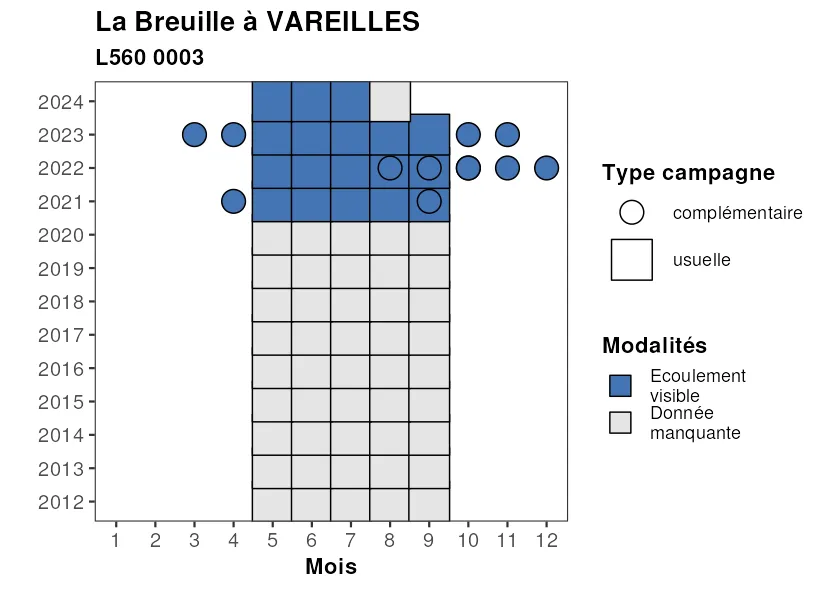 La Breuille à VAREILLES
L560 0003
2024
2023
2022
2021
2020
2019
2018
2017
2016
2015
2014
2013
2012
1 2 3 4 5 6 7 8 9 10 11 12
Mois
Type campagne
complémentaire
usuelle
Modalités
Ecoulement
visible
Donnée
manquante